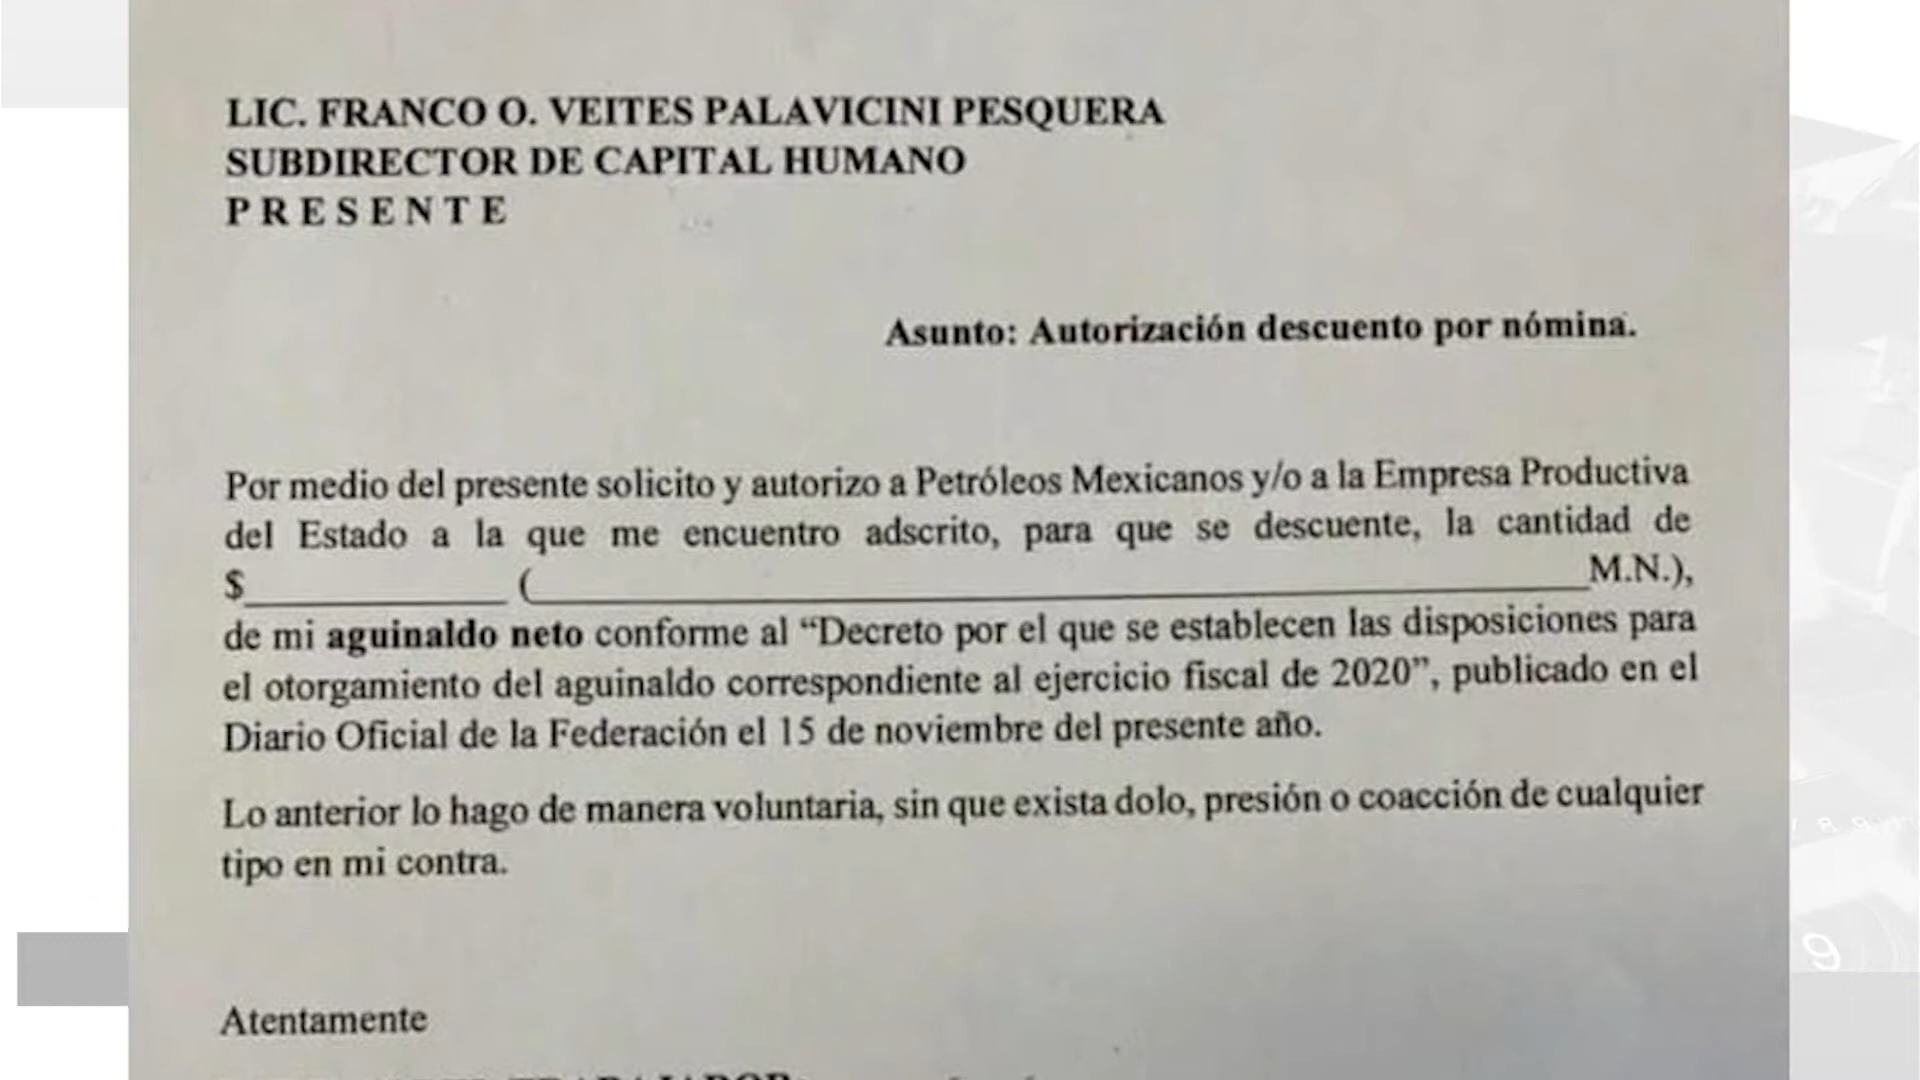 LIC. FRANCO O. VEITES PALAVICINI PESQUERA
SUBDIRECTOR DE CAPITAL HUMANO
P R E S E N T E
Asunto: Autorización descuento por nómina.
Por medio del presente solicito y autorizo a Petróleos Mexicanos y/o a la Empresa Productiva
del Estado a la que me encuentro adscrito, para que se descuente, la cantidad de
$__________ (________________________________________M.N.),
de mi aguinaldo neto conforme al “Decreto por el que se establecen las disposiciones para
el otorgamiento del aguinaldo correspondiente al ejercicio fiscal de 2020”, publicado en el
Diario Oficial de la Federación el 15 de noviembre del presente año.
Lo anterior lo hago de manera voluntaria, sin que exista dolo, presión o coacción de cualquier
tipo en mi contra.
Atentamente
9